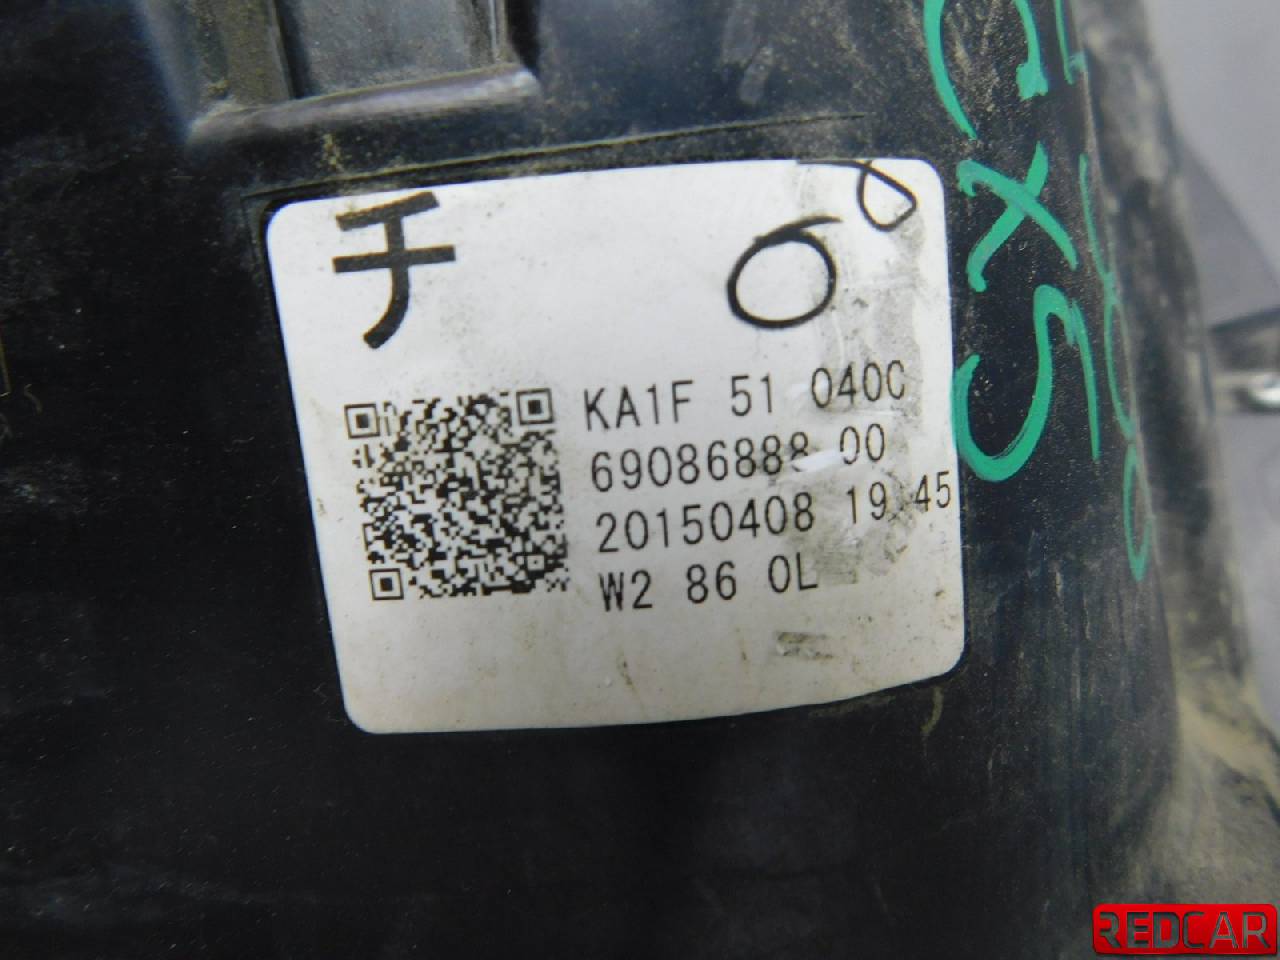 チ
KA1F 51 040C
69086888 00
20150408 19 45
W2 86 0L
CX5
REDCAR